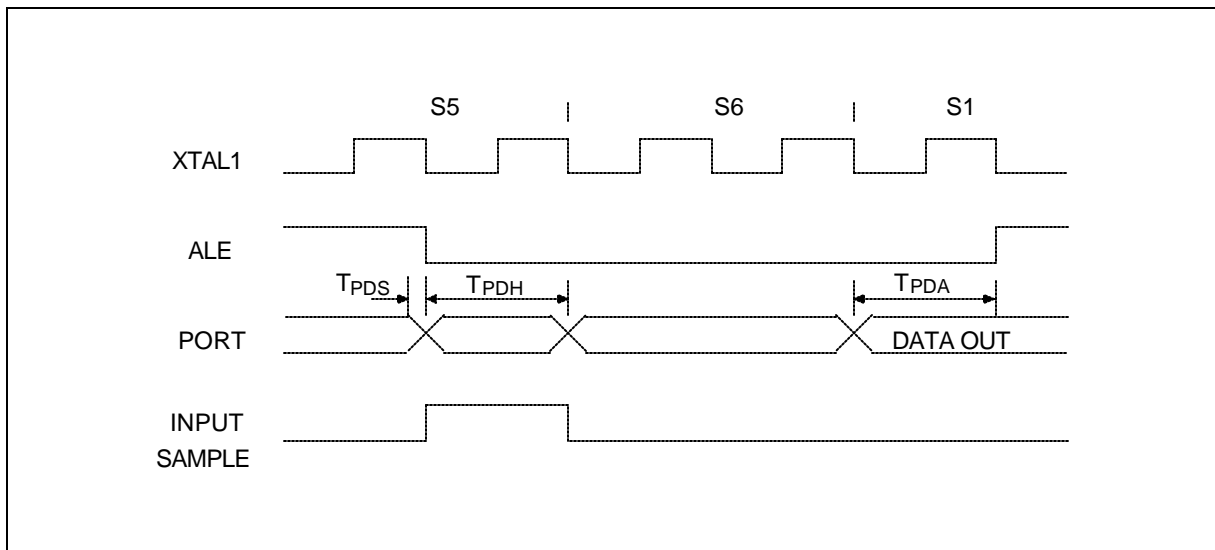 S5 S6 S1
XTAL1
ALE
TPDS TPDH TPDA
PORT DATA OUT
INPUT
SAMPLE